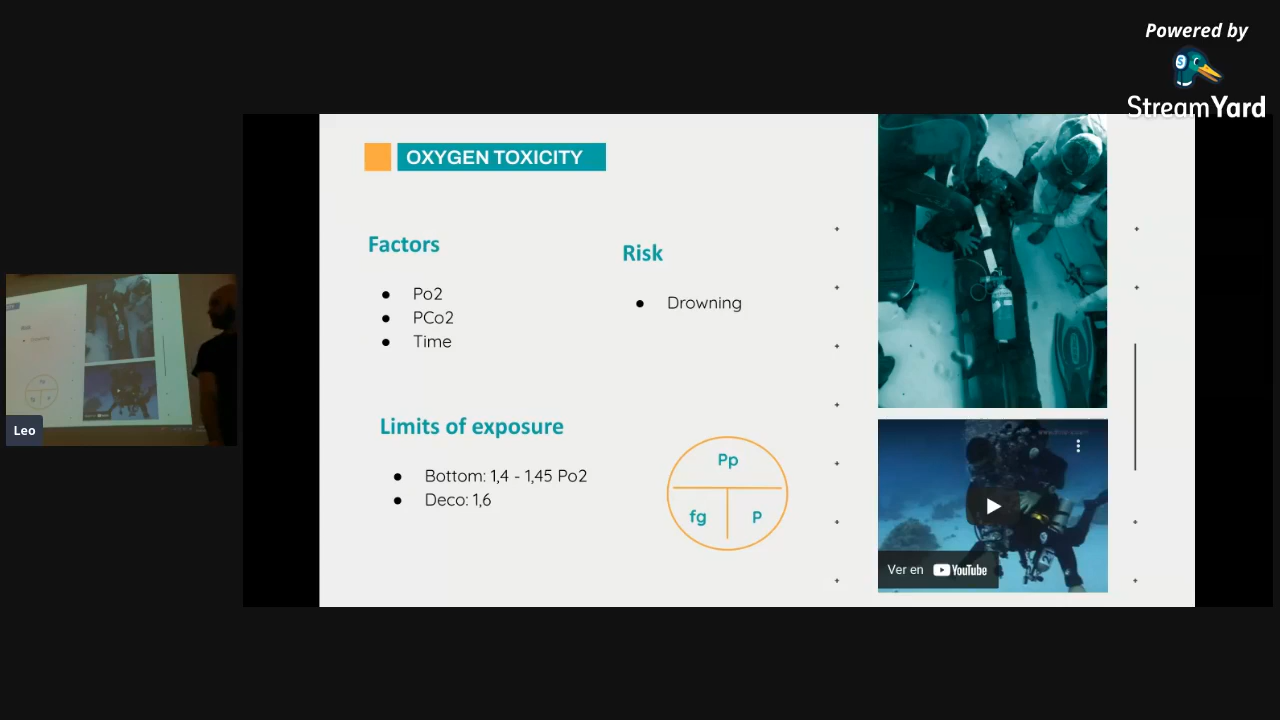 Powered by
StreamYard
OXYGEN TOXICITY
Factors
Po2
PCo2
Time
Risk
Drowning
Limits of exposure
Bottom: 1,4 - 1,45 Po2
Deco: 1,6
Pp
fg P
Ver en YouTube
Leo